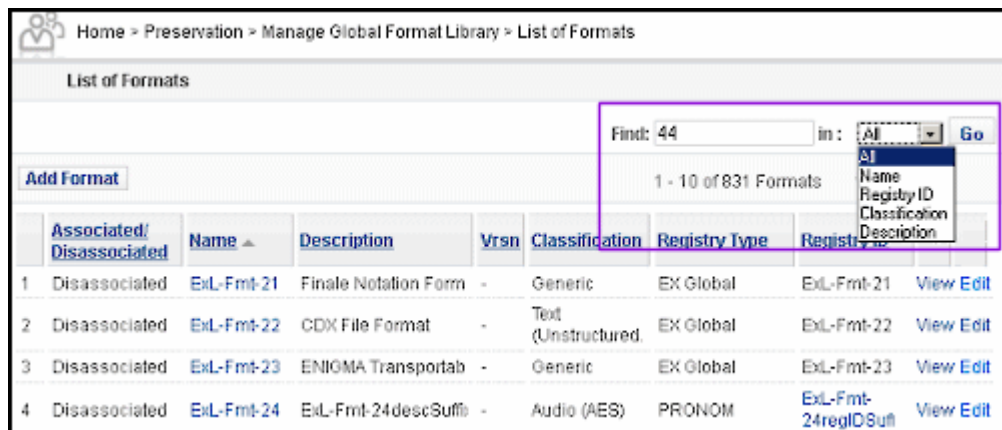 Home > Preservation > Manage Global Format Library > List of Formats
List of Formats
Find: 44 in : All Go
All
Name
Registry ID
Classification
Description
Add Format 1 - 10 of 831 Formats
Associated/ Disassociated Name Description Vrsn Classification Registry Type Registry
1 Disassociated ExL-Fmt-21 Finale Notation Form - Generic EX Global ExL-Fmt-21 View Edit
2 Disassociated ExL-Fmt-22 CDX File Format - Text (Unstructured. EX Global ExL-Fmt-22 View Edit
3 Disassociated ExL-Fmt-23 ENIGMA Transportab - Generic EX Global ExL-Fmt-23 View Edit
4 Disassociated ExL-Fmt-24 ExL-Fmt-24descSuffi - Audio (AES) PRONOM ExL-Fmt-24regIDSufi View Edit